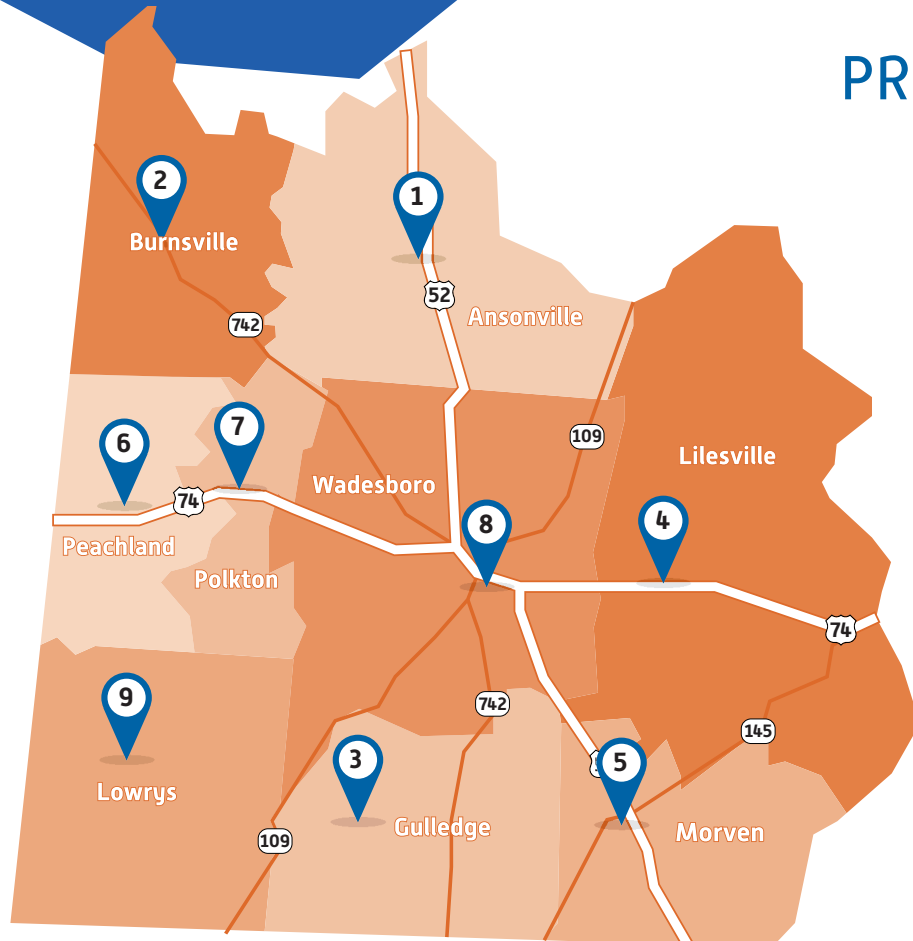 PR
2
Burnsville
1
52
Ansonville
742
109
Lilesville
6
7
74
Wadesboro
8
4
Peachland
Polkton
74
9
742
145
3
5
Lowrys
Gulledge
Morven
109